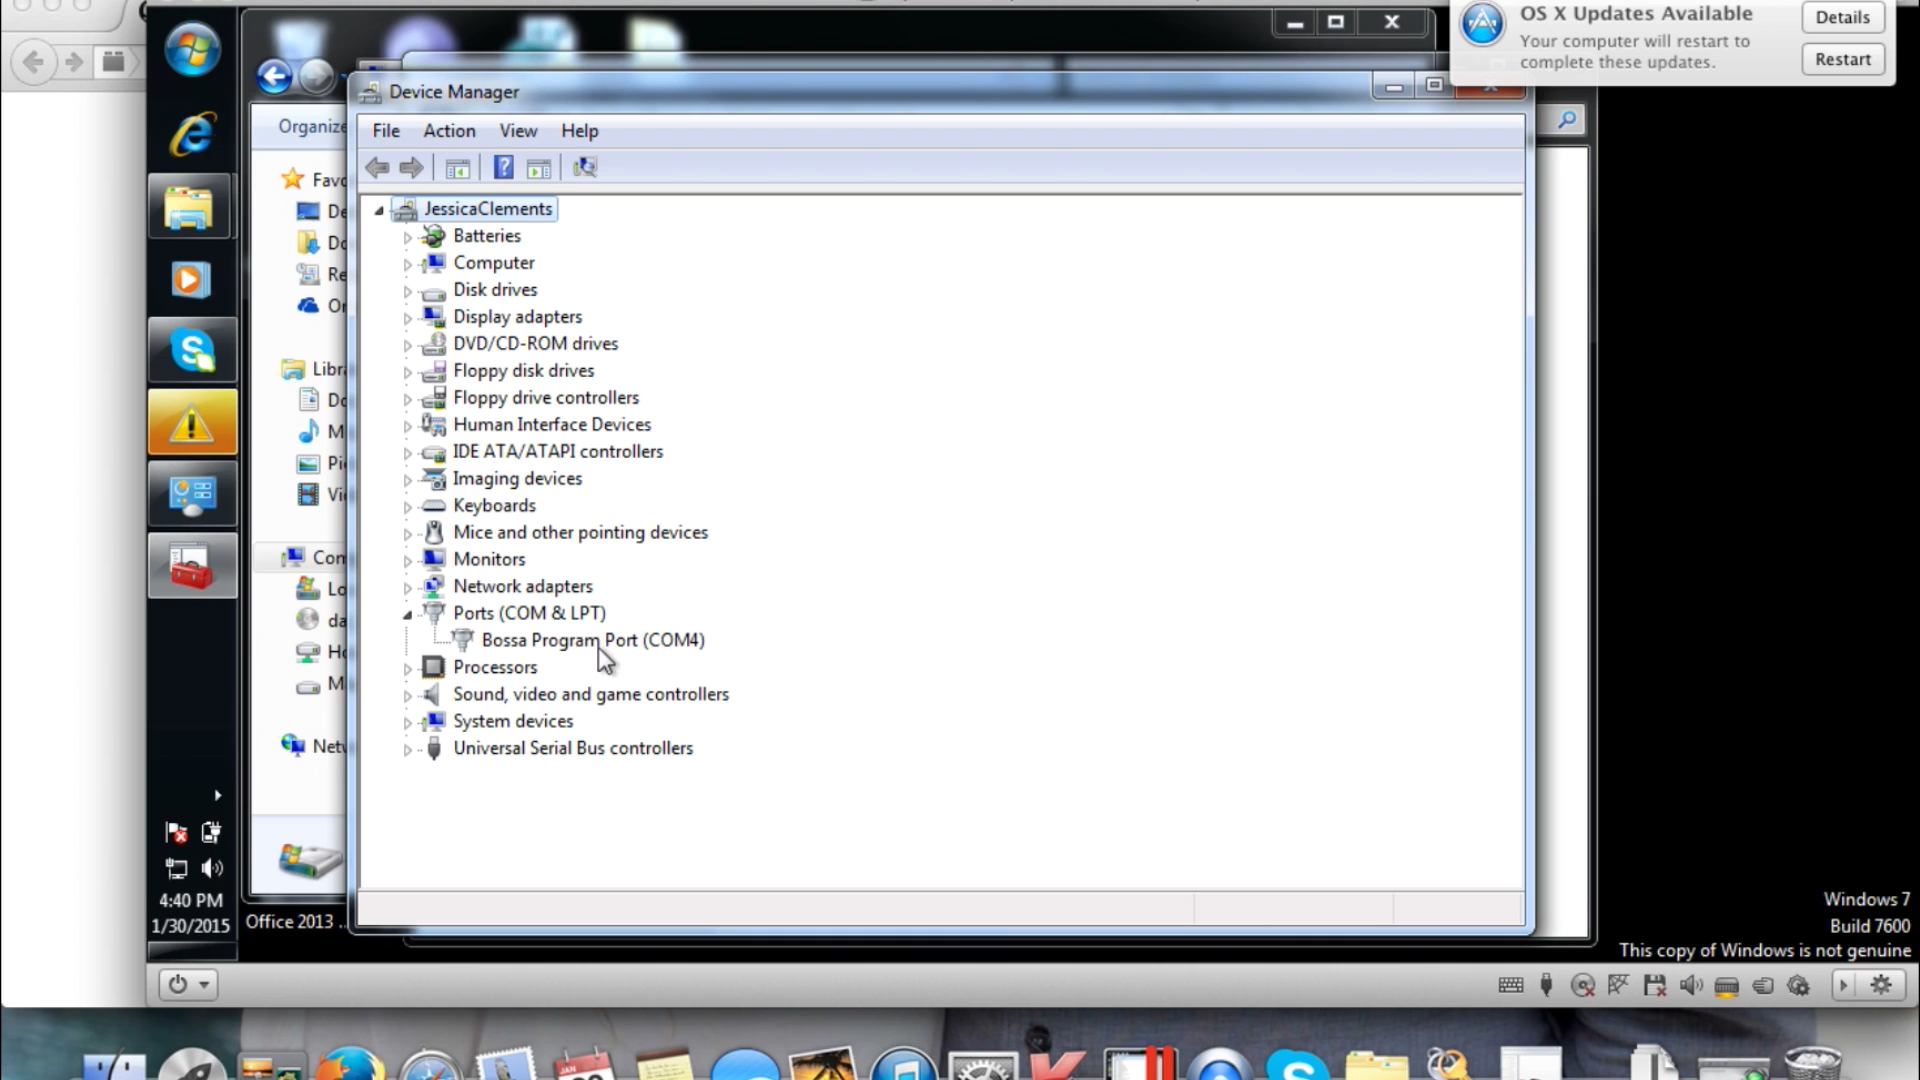 OS X Updates Available
Your computer will restart to
complete these updates.
Details
Restart
Device Manager
File Action View Help
Organize
JessicaClements
Batteries
Computer
Disk drives
Display adapters
DVD/CD-ROM drives
Floppy disk drives
Floppy drive controllers
Human Interface Devices
IDE ATA/ATAPI controllers
Imaging devices
Keyboards
Mice and other pointing devices
Monitors
Network adapters
Ports (COM & LPT)
Bossa Program Port (COM4)
Processors
Sound, video and game controllers
System devices
Universal Serial Bus controllers
4:40 PM
1/30/2015
Office 2013 ...
Windows 7
Build 7600
This copy of Windows is not genuine